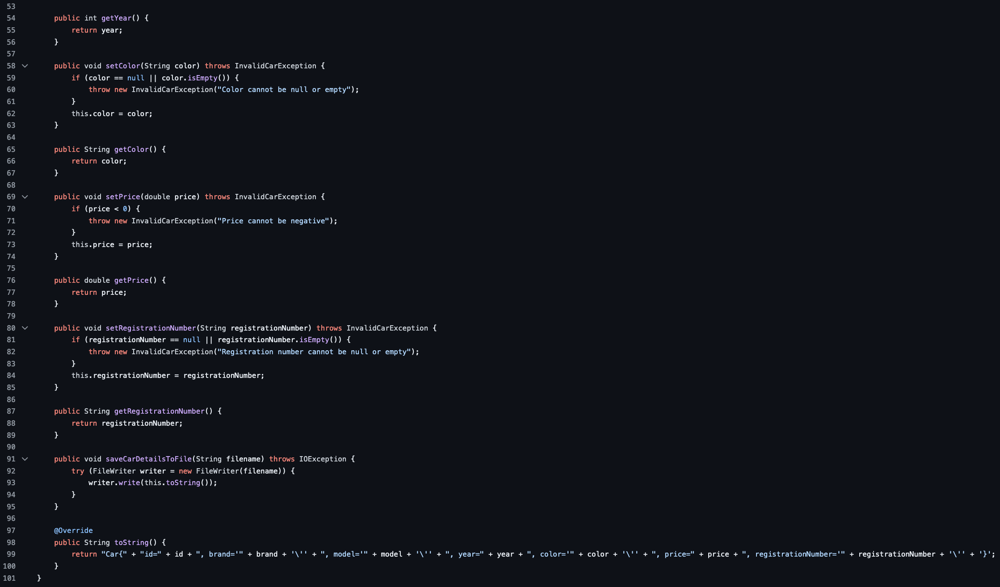 53
54 public int getYear() {
55 return year;
56 }
57
58 public void setColor(String color) throws InvalidCarException {
59 if (color == null || color.isEmpty()) {
60 throw new InvalidCarException("Color cannot be null or empty");
61 }
62 this.color = color;
63 }
64
65 public String getColor() {
66 return color;
67 }
68
69 public void setPrice(double price) throws InvalidCarException {
70 if (price < 0) {
71 throw new InvalidCarException("Price cannot be negative");
72 }
73 this.price = price;
74 }
75
76 public double getPrice() {
77 return price;
78 }
79
80 public void setRegistrationNumber(String registrationNumber) throws InvalidCarException {
81 if (registrationNumber == null || registrationNumber.isEmpty()) {
82 throw new InvalidCarException("Registration number cannot be null or empty");
83 }
84 this.registrationNumber = registrationNumber;
85 }
86
87 public String getRegistrationNumber() {
88 return registrationNumber;
89 }
90
91 public void saveCarDetailsToFile(String filename) throws IOException {
92 try (FileWriter writer = new FileWriter(filename)) {
93 writer.write(this.toString());
94 }
95 }
96
97 @Override
98 public String toString() {
99 return "Car{" + "id=" + id + ", brand='" + brand + '\'' + ", model='" + model + '\'' + ", year=" + year + ", color='" + color + '\'' + ", price=" + price + ", registrationNumber='" + registrationNumber + '\'' + '}';
100 }
101 }